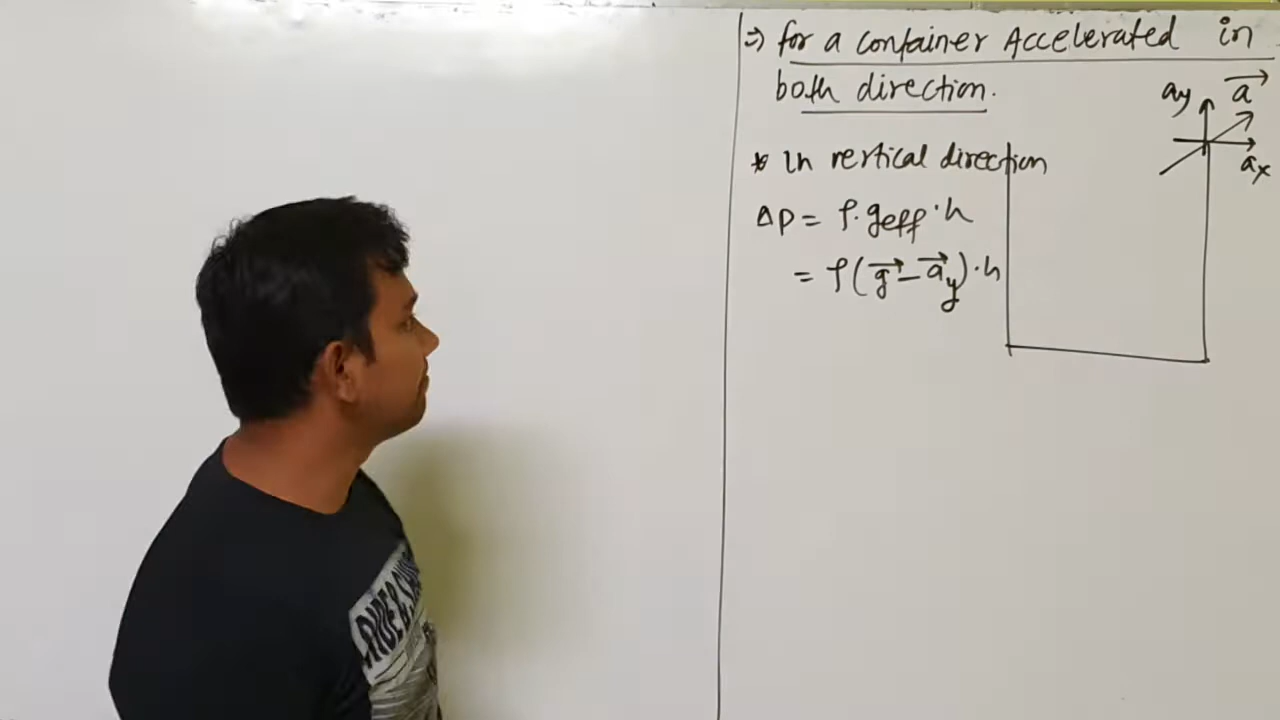 ⇒ for a container Accelerated in
both direction.
ay a⃗
ax
* In vertical direction
ΔP = ρ.geff.h
= ρ(g⃗ - a⃗y).h